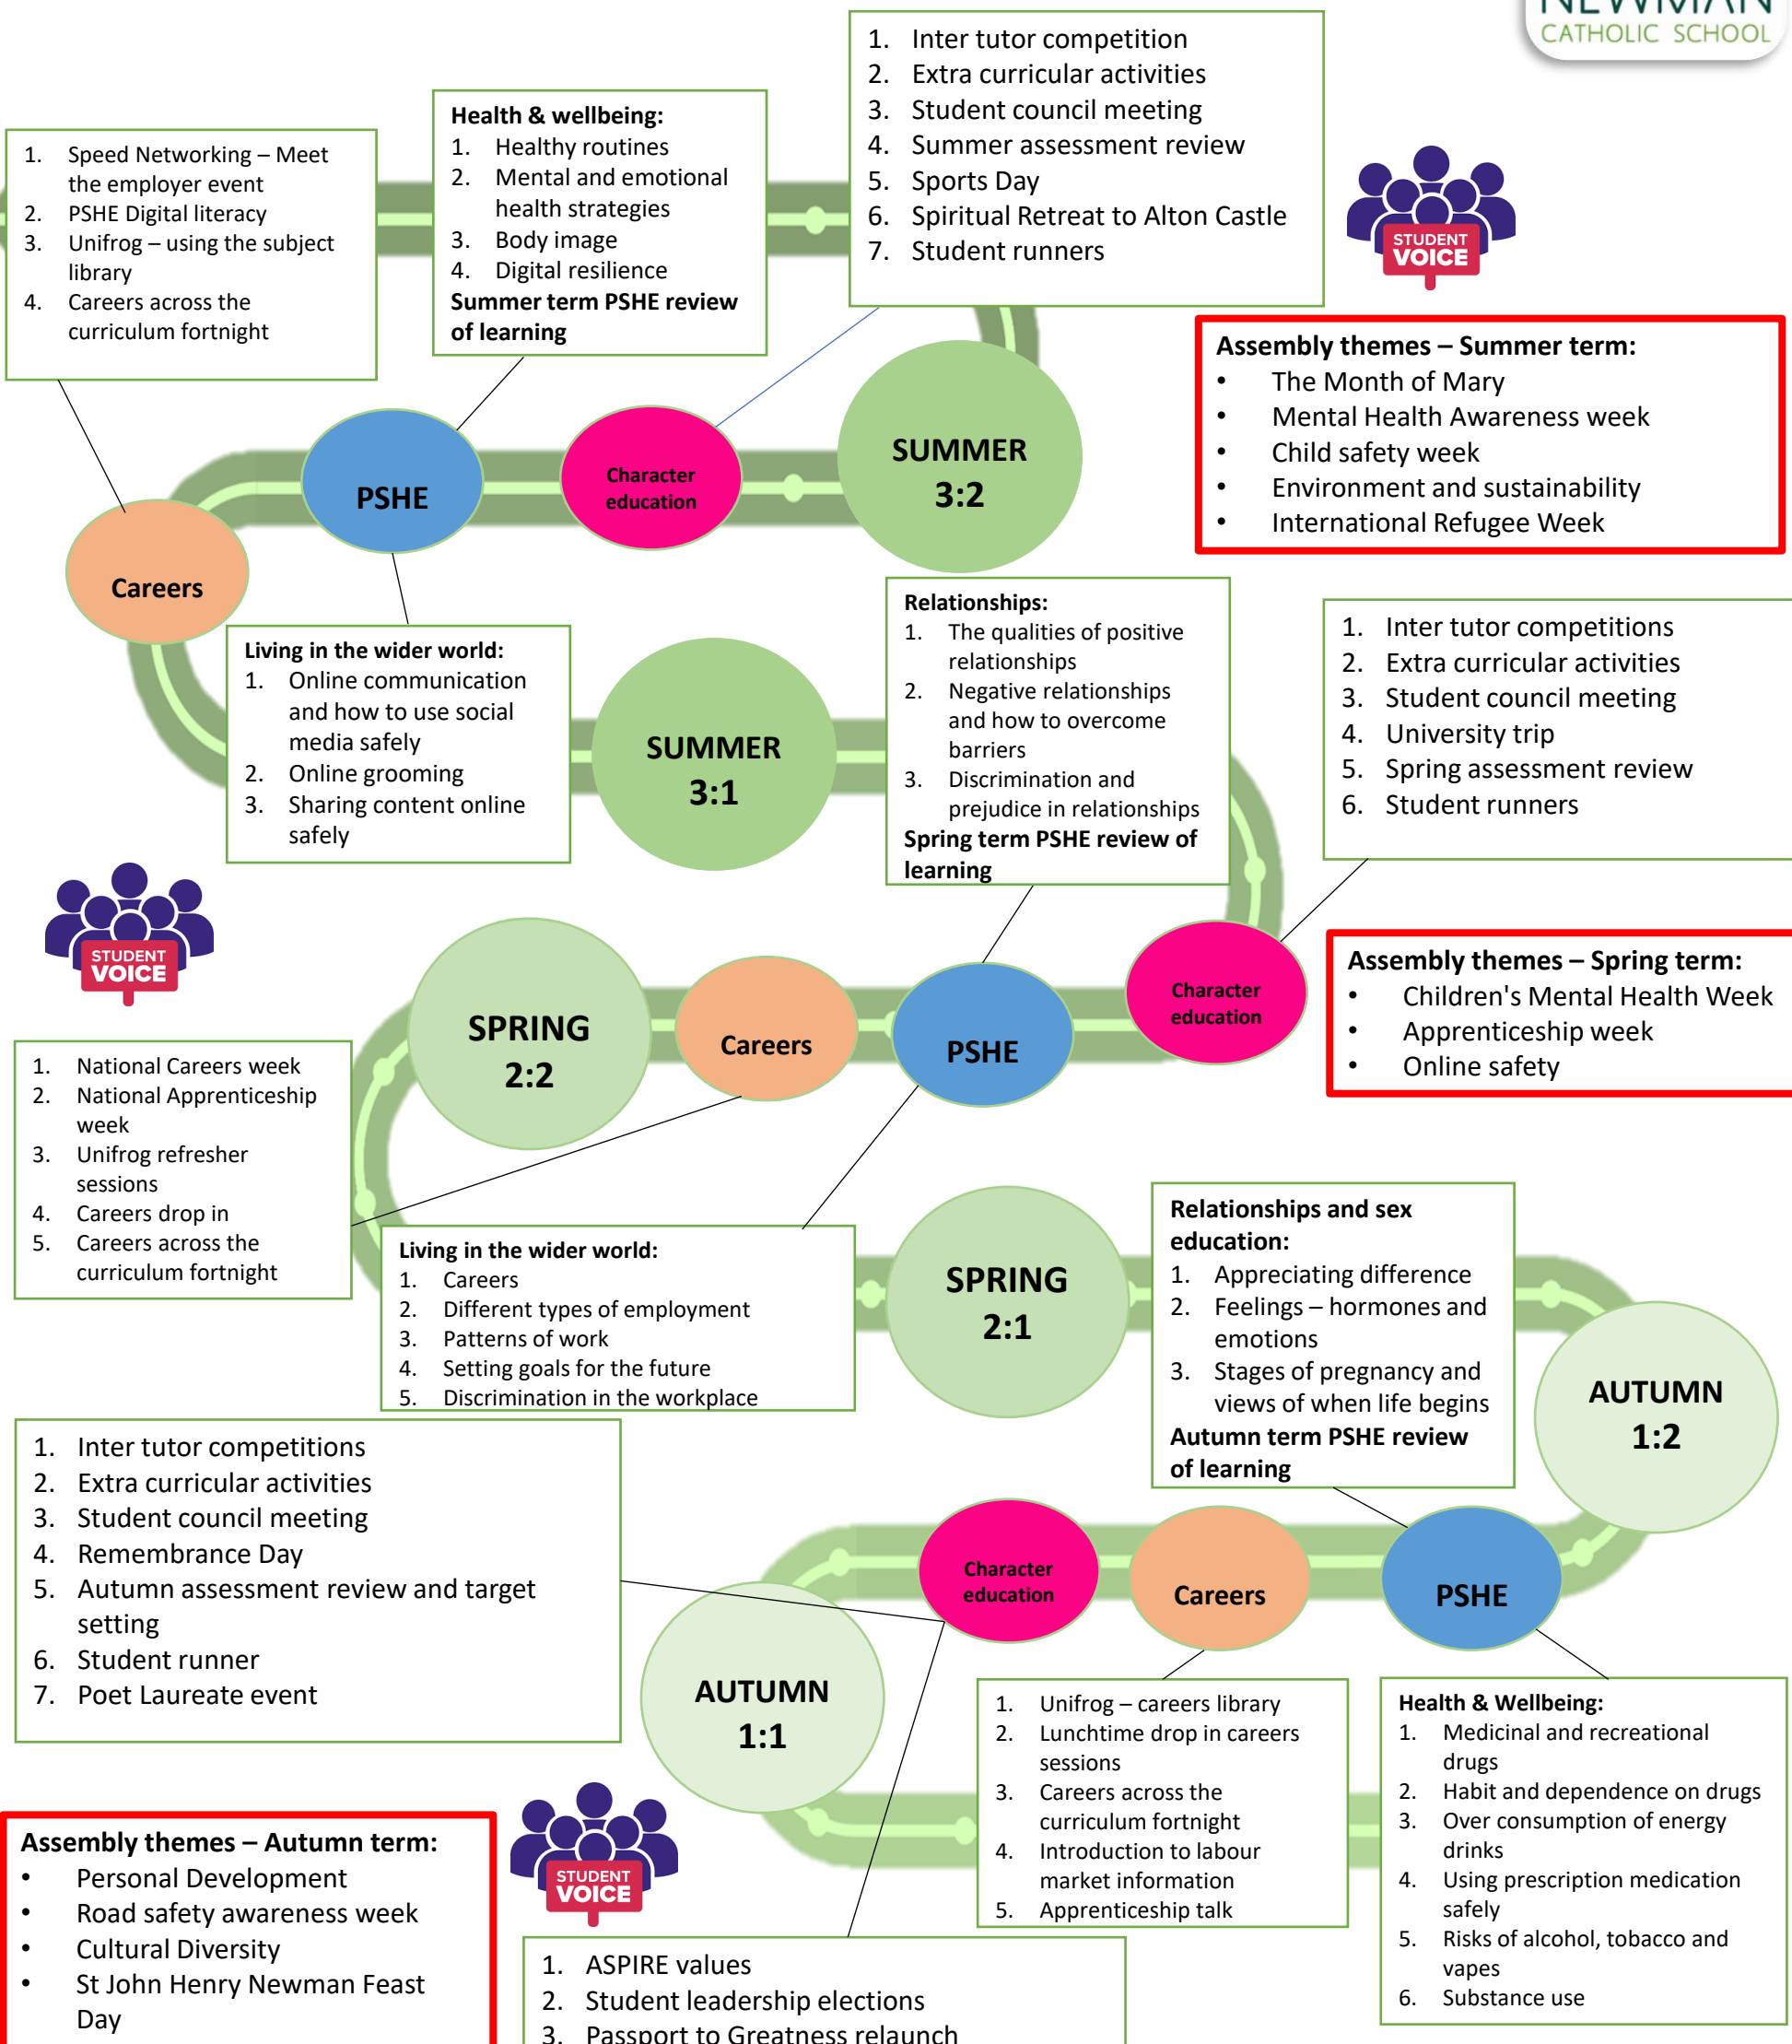 NEWMAN
CATHOLIC SCHOOL
1. Inter tutor competition
2. Extra curricular activities
3. Student council meeting
4. Summer assessment review
5. Sports Day
6. Spiritual Retreat to Alton Castle
7. Student runners
Health & wellbeing:
1. Healthy routines
2. Mental and emotional
health strategies
3. Body image
4. Digital resilience
Summer term PSHE review
of learning
1. Speed Networking – Meet
the employer event
2. PSHE Digital literacy
3. Unifrog – using the subject
library
4. Careers across the
curriculum fortnight
STUDENT
VOICE
Assembly themes – Summer term:
• The Month of Mary
• Mental Health Awareness week
• Child safety week
• Environment and sustainability
• International Refugee Week
SUMMER
3:2
Character
education
PSHE
Careers
Living in the wider world:
1. Online communication
and how to use social
media safely
2. Online grooming
3. Sharing content online
safely
SUMMER
3:1
Relationships:
1. The qualities of positive
relationships
2. Negative relationships
and how to overcome
barriers
3. Discrimination and
prejudice in relationships
Spring term PSHE review of
learning
1. Inter tutor competitions
2. Extra curricular activities
3. Student council meeting
4. University trip
5. Spring assessment review
6. Student runners
STUDENT
VOICE
SPRING
2:2
Careers
PSHE
Character
education
Assembly themes – Spring term:
• Children's Mental Health Week
• Apprenticeship week
• Online safety
1. National Careers week
2. National Apprenticeship
week
3. Unifrog refresher
sessions
4. Careers drop in
5. Careers across the
curriculum fortnight
Living in the wider world:
1. Careers
2. Different types of employment
3. Patterns of work
4. Setting goals for the future
5. Discrimination in the workplace
SPRING
2:1
Relationships and sex
education:
1. Appreciating difference
2. Feelings – hormones and
emotions
3. Stages of pregnancy and
views of when life begins
Autumn term PSHE review
of learning
AUTUMN
1:2
1. Inter tutor competitions
2. Extra curricular activities
3. Student council meeting
4. Remembrance Day
5. Autumn assessment review and target
setting
6. Student runner
7. Poet Laureate event
Character
education
Careers
PSHE
AUTUMN
1:1
1. Unifrog – careers library
2. Lunchtime drop in careers
sessions
3. Careers across the
curriculum fortnight
4. Introduction to labour
market information
5. Apprenticeship talk
Health & Wellbeing:
1. Medicinal and recreational
drugs
2. Habit and dependence on drugs
3. Over consumption of energy
drinks
4. Using prescription medication
safely
5. Risks of alcohol, tobacco and
vapes
6. Substance use
Assembly themes – Autumn term:
• Personal Development
• Road safety awareness week
• Cultural Diversity
• St John Henry Newman Feast
Day
STUDENT
VOICE
1. ASPIRE values
2. Student leadership elections
3. Passport to Greatness relaunch